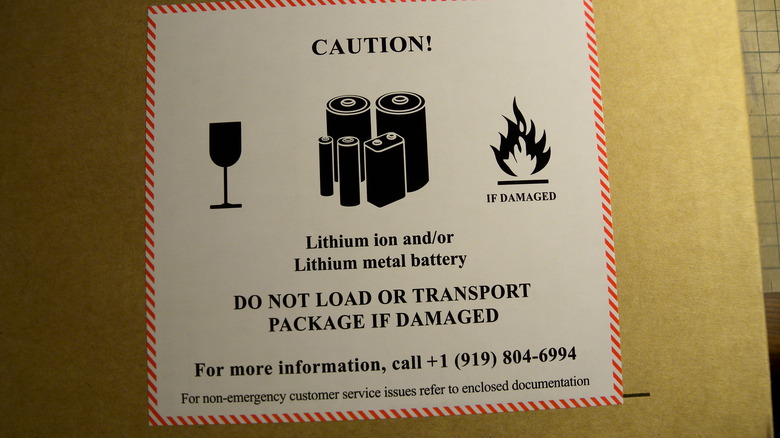 CAUTION!
IF DAMAGED
Lithium ion and/or
Lithium metal battery
DO NOT LOAD OR TRANSPORT
PACKAGE IF DAMAGED
For more information, call +1 (919) 804-6994
For non-emergency customer service issues refer to enclosed documentation